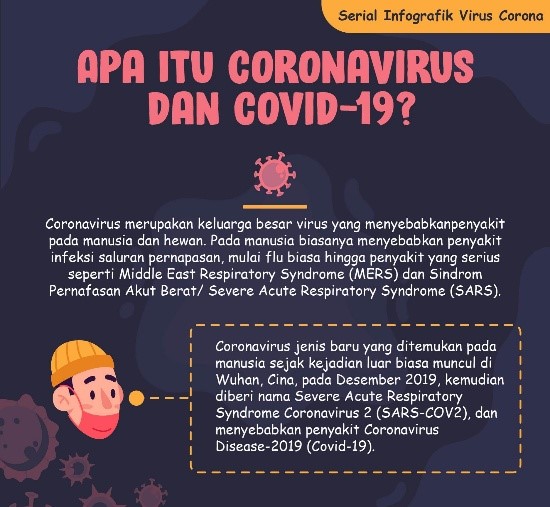 Serial Infografik Virus Corona
APA ITU CORONAVIRUS
DAN COVID-19?
Coronavirus merupakan keluarga besar virus yang menyebabkanpenyakit
pada manusia dan hewan. Pada manusia biasanya menyebabkan penyakit
infeksi saluran pernapasan, mulai flu biasa hingga penyakit yang serius
seperti Middle East Respiratory Syndrome (MERS) dan Sindrom
Pernafasan Akut Berat/ Severe Acute Respiratory Syndrome (SARS).
Coronavirus jenis baru yang ditemukan pada
manusia sejak kejadian luar biasa muncul di
Wuhan, Cina, pada Desember 2019, kemudian
diberi nama Severe Acute Respiratory
Syndrome Coronavirus 2 (SARS-COV2), dan
menyebabkan penyakit Coronavirus
Disease-2019 (Covid-19).